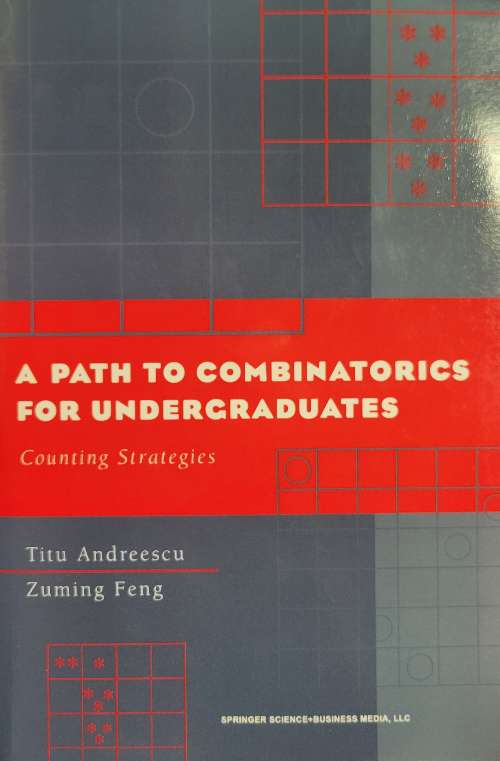 A PATH TO COMBINATORICS
FOR UNDERGRADUATES
Counting Strategies
Titu Andreescu
Zuming Feng
SPRINGER SCIENCE+BUSINESS MEDIA, LLC